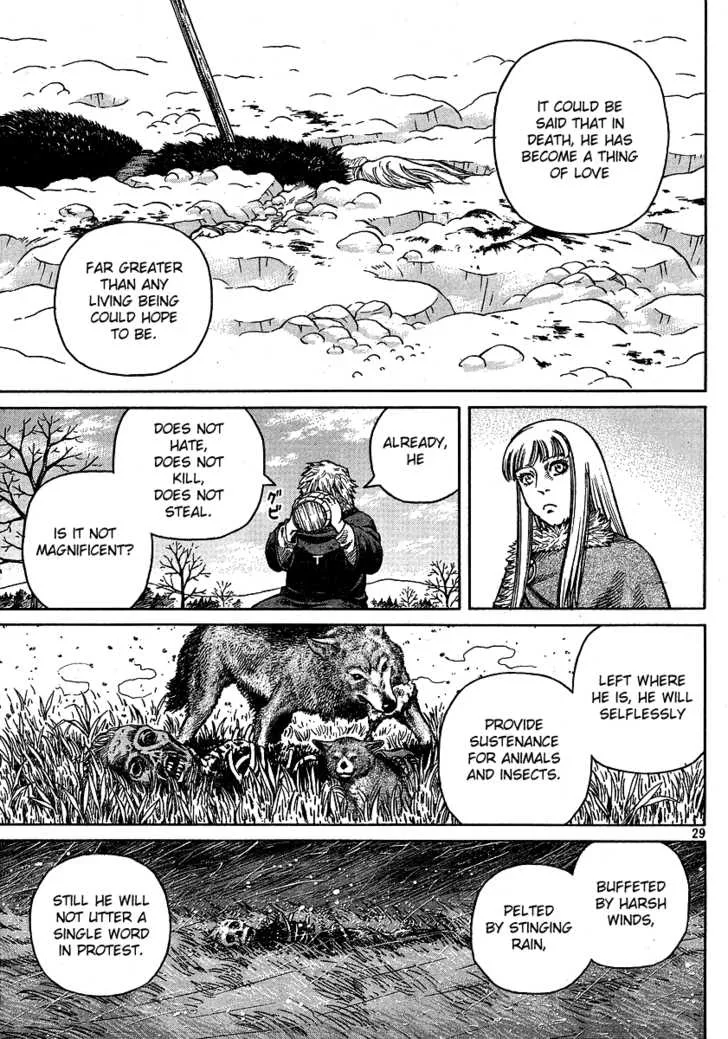 IT COULD BE
SAID THAT IN
DEATH, HE HAS
BECOME A THING
OF LOVE
FAR GREATER
THAN ANY
LIVING BEING
COULD HOPE
TO BE.
ALREADY,
HE
DOES NOT
HATE,
DOES NOT
KILL,
DOES NOT
STEAL.
IS IT NOT
MAGNIFICENT?
グビ
LEFT WHERE
HE IS, HE WILL
SELFLESSLY
PROVIDE
SUSTENANCE
FOR ANIMALS
AND INSECTS.
29
BUFFETED
BY HARSH
WINDS,
PELTED
BY STINGING
RAIN,
STILL HE WILL
NOT UTTER A
SINGLE WORD
IN PROTEST.